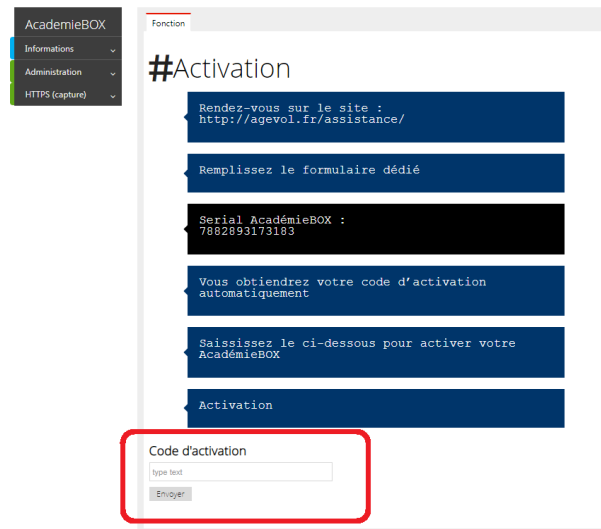 AcademieBOX
Informations
Administration
HTTPS (capture)
Fonction
#Activation
Rendez-vous sur le site :
http://agevol.fr/assistance/
Remplissez le formulaire dédié
Serial AcadémieBOX :
7882893173183
Vous obtiendrez votre code d'activation
automatiquement
Saississez le ci-dessous pour activer votre
AcadémieBOX
Activation
Code d'activation
type text
Envoyer